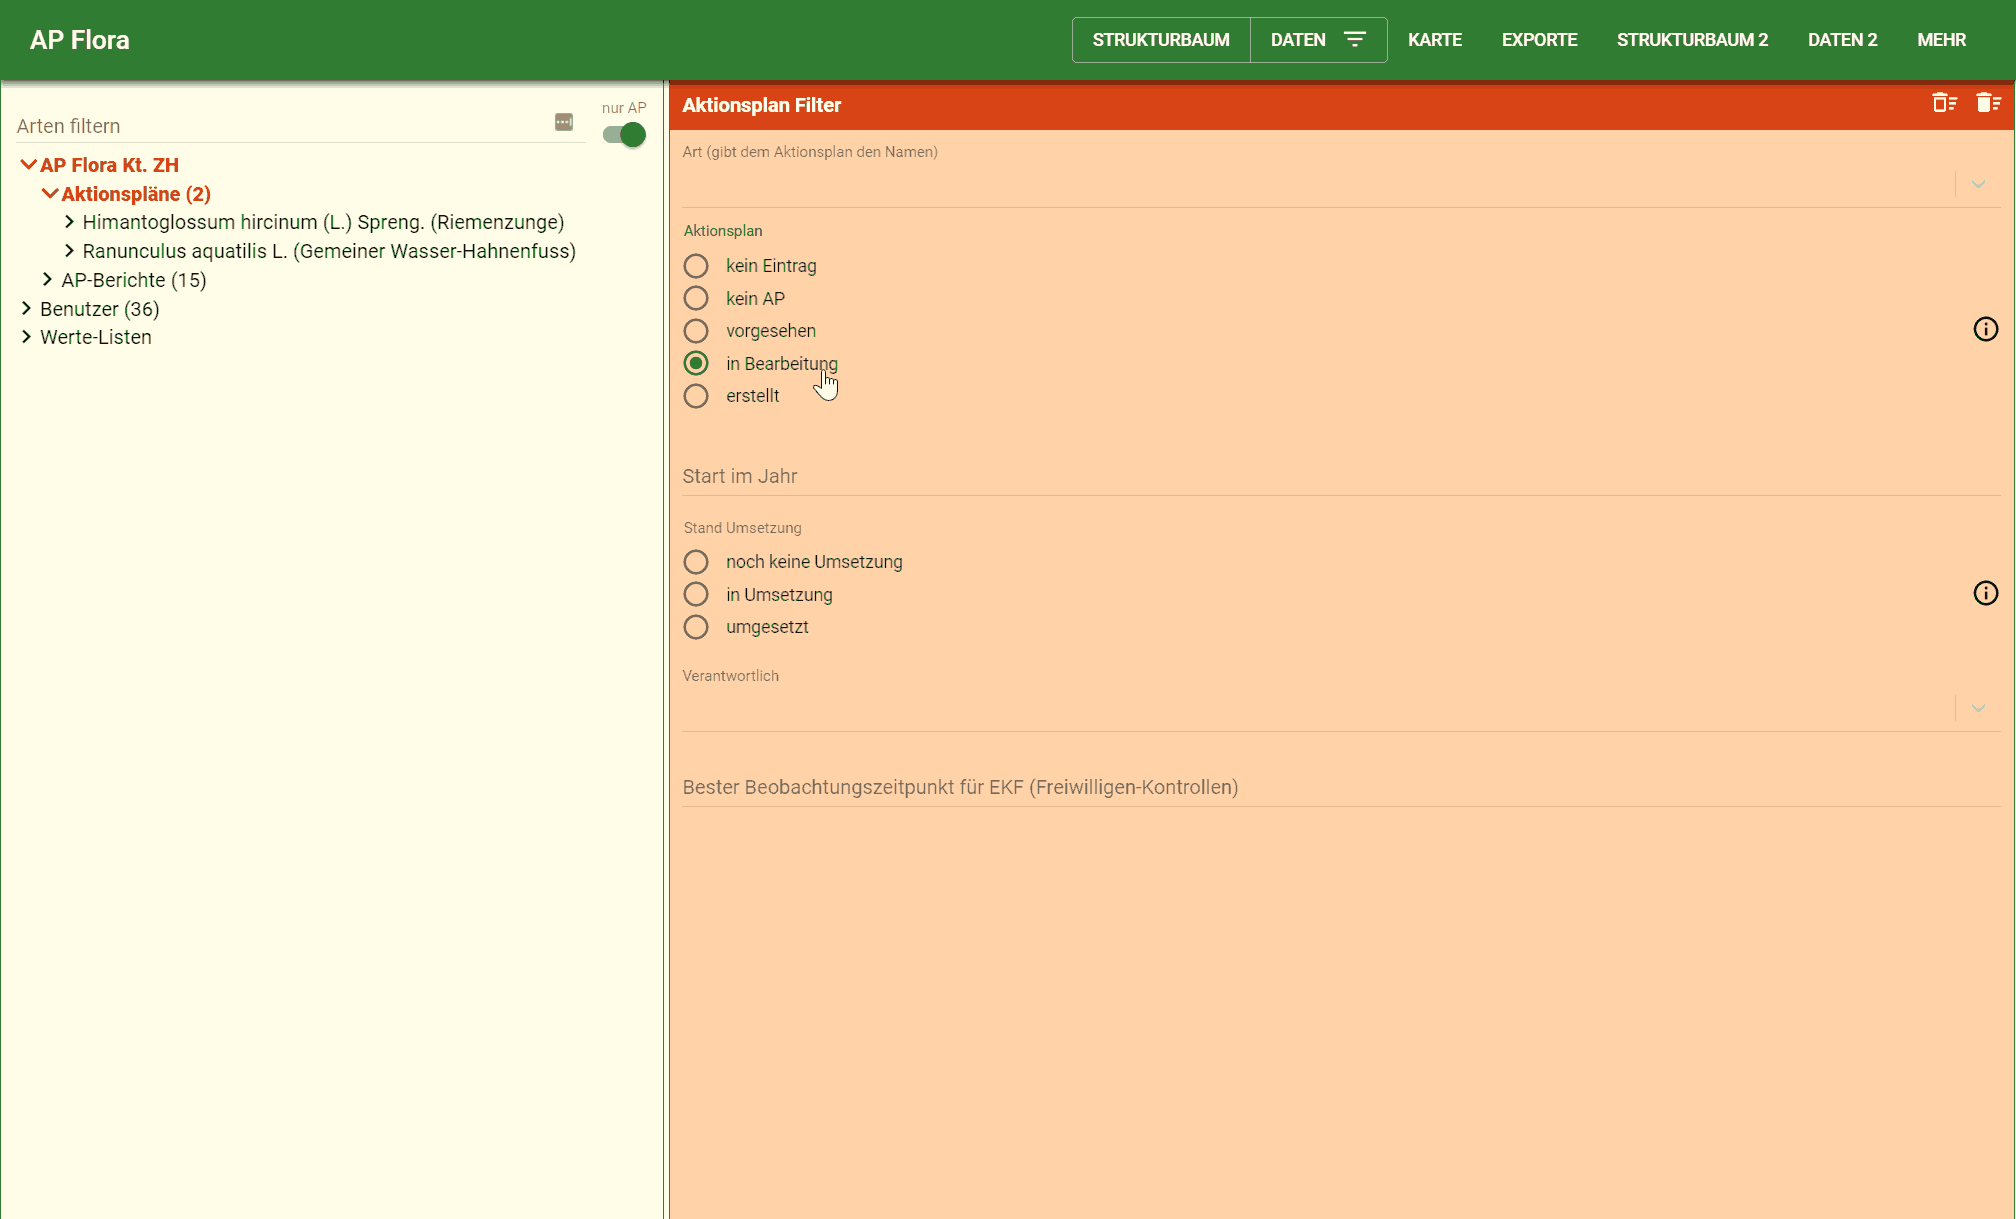 AP Flora
STRUKTURBAUM
DATEN
KARTE
EXPORTE
STRUKTURBAUM 2
DATEN 2
MEHR
Arten filtern
nur AP
AP Flora Kt. ZH
Aktionspläne (2)
Himantoglossum hircinum (L.) Spreng. (Riemenzunge)
Ranunculus aquatilis L. (Gemeiner Wasser-Hahnenfuss)
AP-Berichte (15)
Benutzer (36)
Werte-Listen
Aktionsplan Filter
Art (gibt dem Aktionsplan den Namen)
Aktionsplan
kein Eintrag
kein AP
vorgesehen
in Bearbeitung
erstellt
Start im Jahr
Stand Umsetzung
noch keine Umsetzung
in Umsetzung
umgesetzt
Verantwortlich
Bester Beobachtungszeitpunkt für EKF (Freiwilligen-Kontrollen)